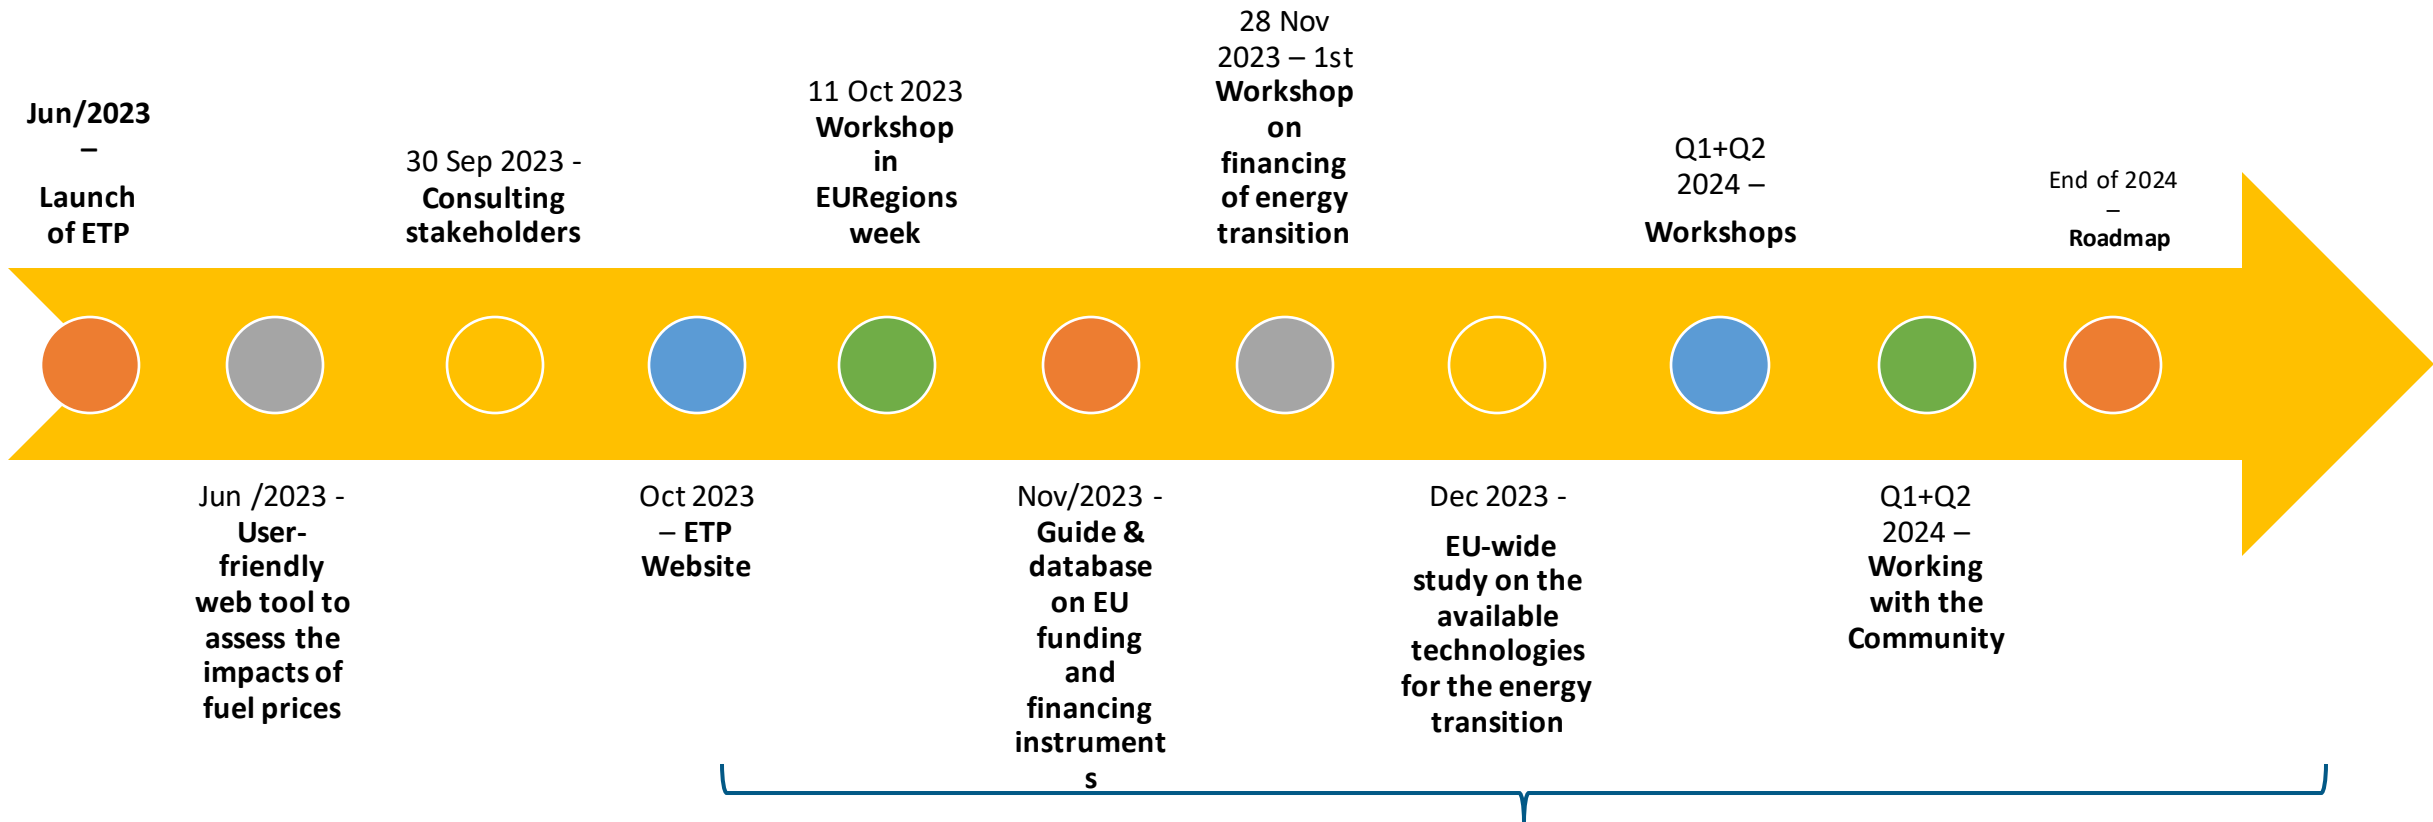 Jun/2023
–
Launch
of ETP
Jun /2023 -
User-
friendly
web tool to
assess the
impacts of
fuel prices
30 Sep 2023 -
Consulting
stakeholders
Oct 2023
– ETP
Website
11 Oct 2023
Workshop
in
EURegions
week
Nov/2023 -
Guide &
database
on EU
funding
and
financing
instrument
s
28 Nov
2023 – 1st
Workshop
on
financing
of energy
transition
Dec 2023 -
EU-wide
study on the
available
technologies
for the energy
transition
Q1+Q2
2024 –
Workshops
Q1+Q2
2024 –
Working
with the
Community
End of 2024
–
Roadmap